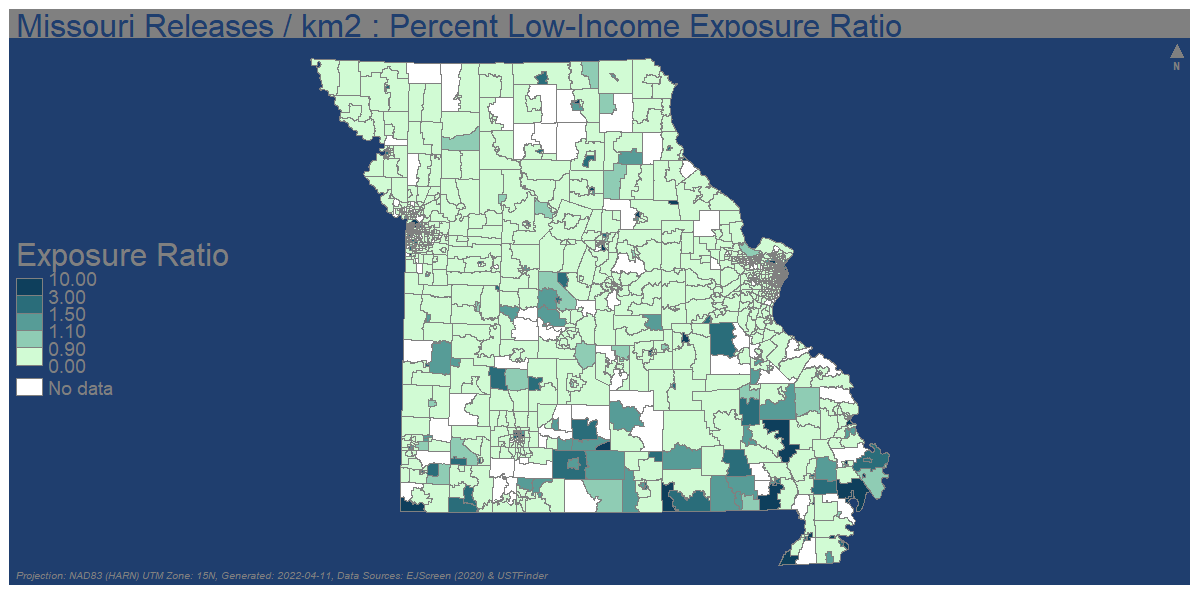 Missouri Releases / km2 : Percent Low-Income Exposure Ratio
N
Exposure Ratio
10.00
3.00
1.50
1.10
0.90
0.00
No data
Projection: NAD83 (HARN) UTM Zone: 15N, Generated: 2022-04-11, Data Sources: EJScreen (2020) & USTFinder